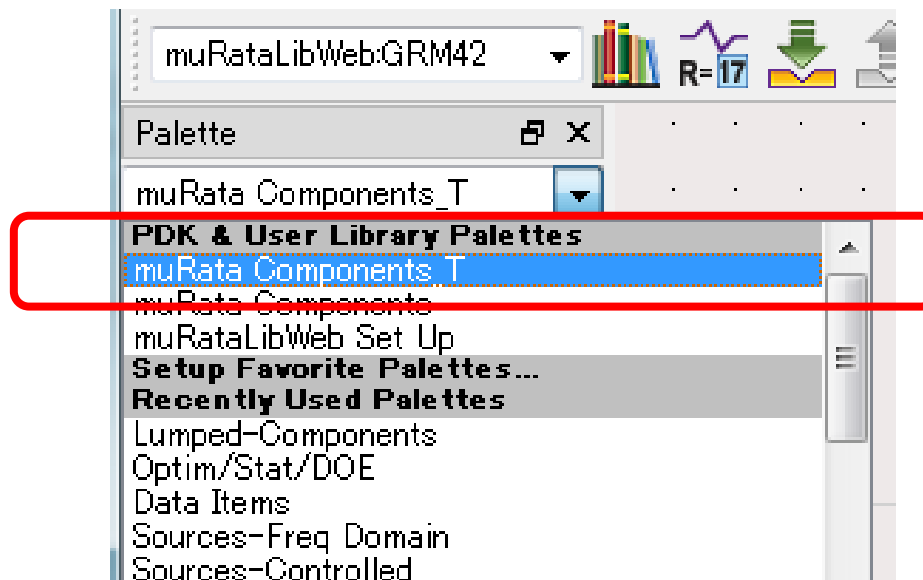 muRataLibWeb:GRM42
R=17
Palette
muRata Components_T
PDK & User Library Palettes
muRata Components_T
muRata Components
muRataLibWeb Set Up
Setup Favorite Palettes...
Recently Used Palettes
Lumped-Components
Optim/Stat/DOE
Data Items
Sources-Freq Domain
Sources-Controlled